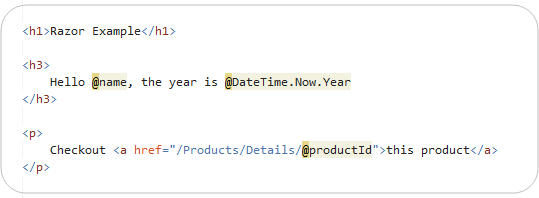 <h1>Razor Example</h1>
<h3>
Hello @name, the year is @DateTime.Now.Year
</h3>
<p>
Checkout <a href="/Products/Details/@productId">this product</a>
</p>